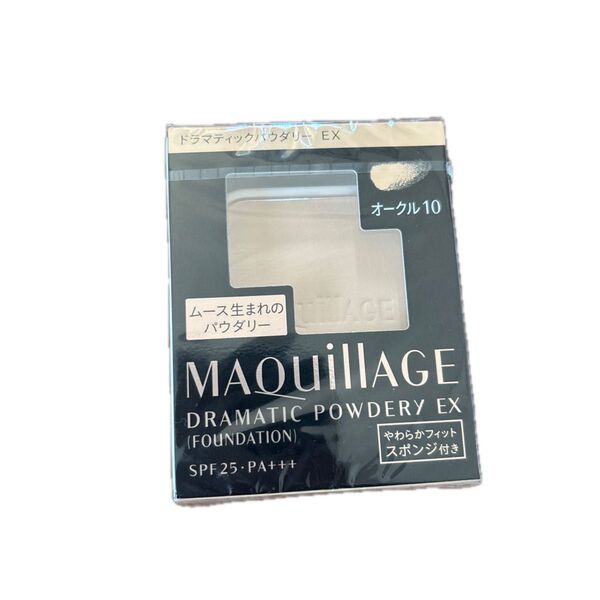 ドラマティックパウダリー EX
オークル10
uillAGE
ムース生まれの
パウダリー
MAQuillAGE
DRAMATIC POWDERY EX
(FOUNDATION)
やわらかフィット
スポンジ付き
SPF25・PA+++